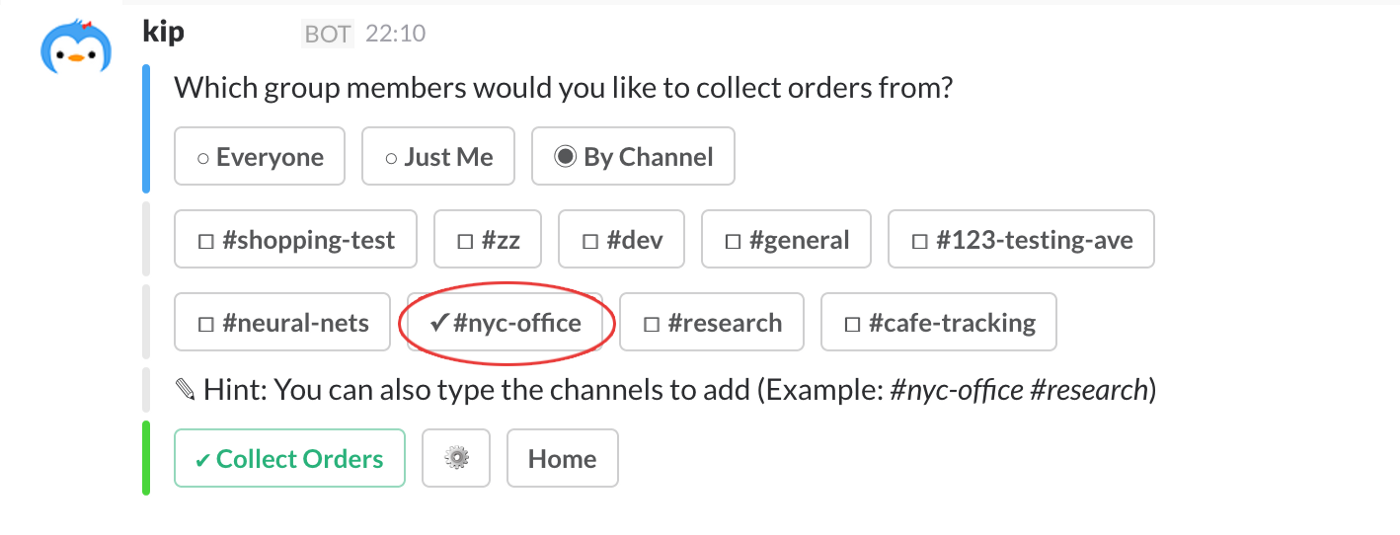 kip BOT 22:10
Which group members would you like to collect orders from?
○ Everyone ○ Just Me ◉ By Channel
☐ #shopping-test ☐ #zz ☐ #dev ☐ #general ☐ #123-testing-ave
☐ #neural-nets ✓#nyc-office ☐ #research ☐ #cafe-tracking
✎ Hint: You can also type the channels to add (Example: #nyc-office #research)
✔ Collect Orders ⚙ Home